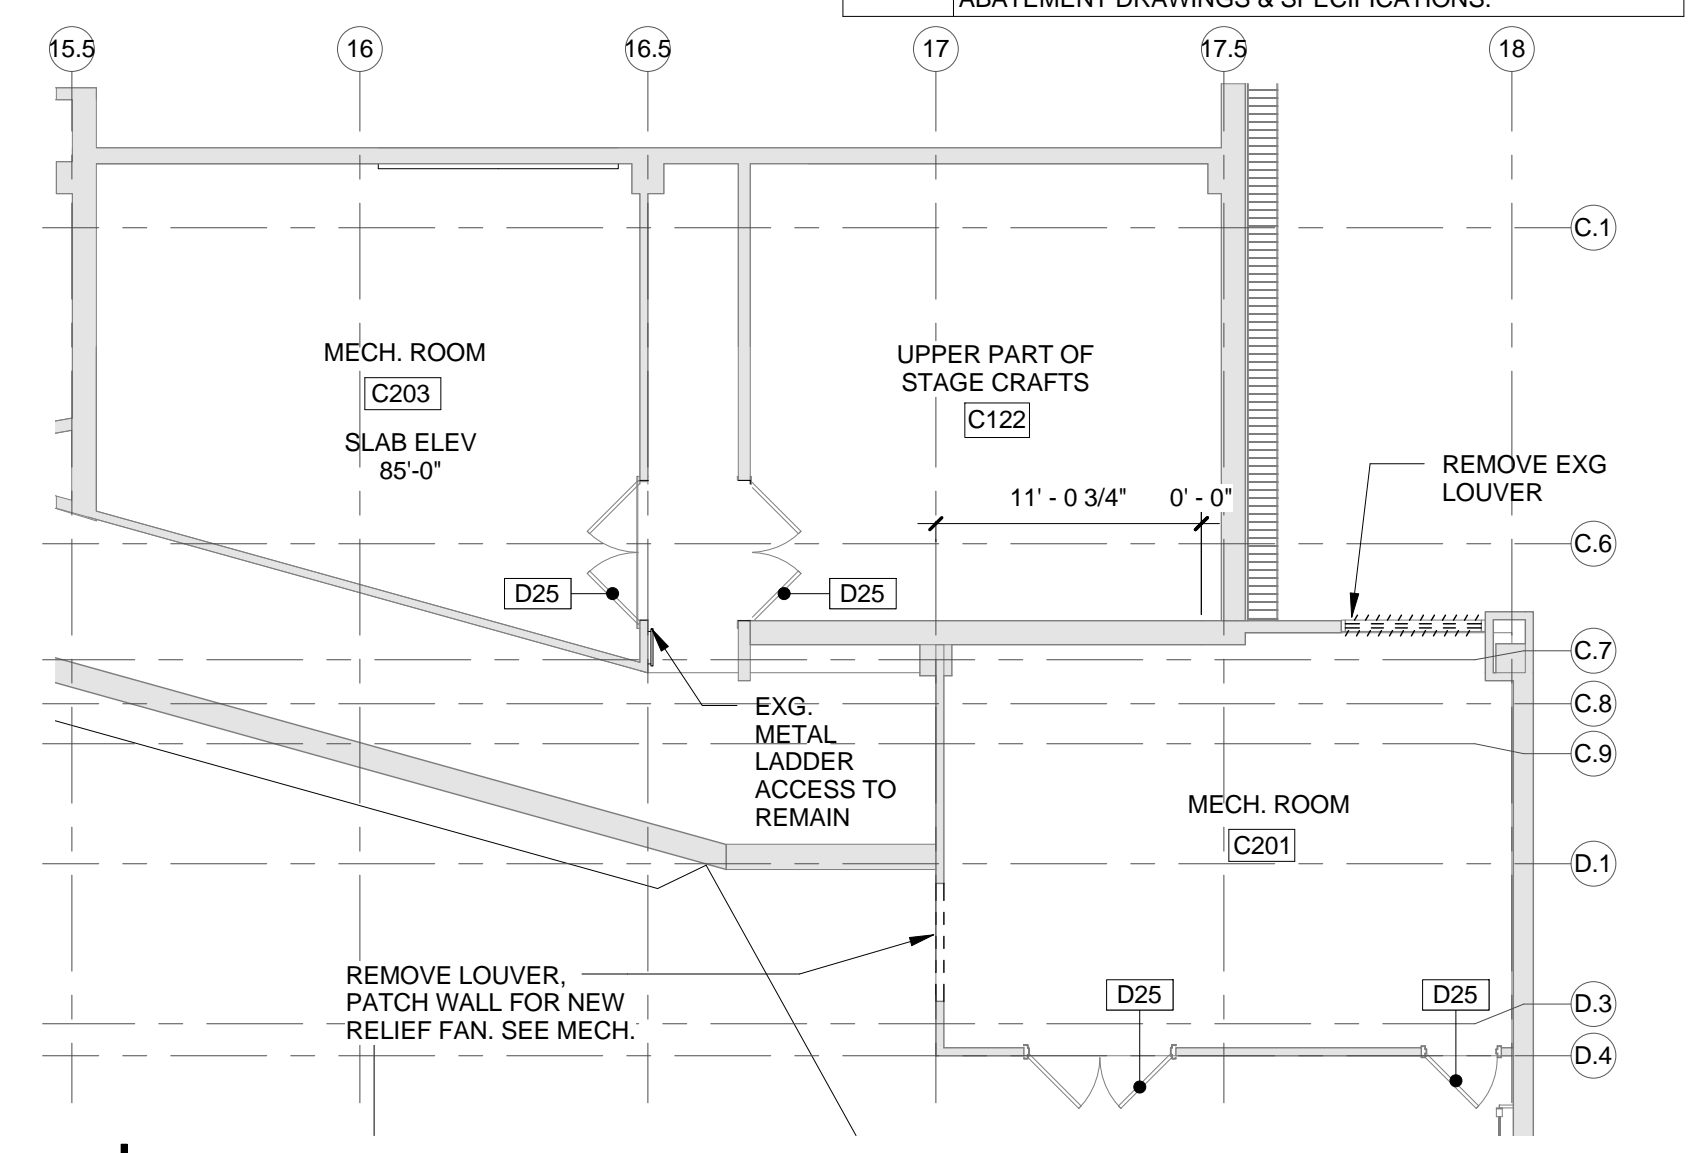 ABATEMENT DRAWINGS & SPECIFICATIONS.
15.5
16
16.5
17
17.5
18
C.1
MECH. ROOM
C203
SLAB ELEV
85'-0"
UPPER PART OF
STAGE CRAFTS
C122
11' - 0 3/4"
0' - 0"
REMOVE EXG
LOUVER
C.6
D25
D25
C.7
C.8
C.9
EXG.
METAL
LADDER
ACCESS TO
REMAIN
MECH. ROOM
C201
D.1
REMOVE LOUVER,
PATCH WALL FOR NEW
RELIEF FAN. SEE MECH.
D25
D25
D.3
D.4